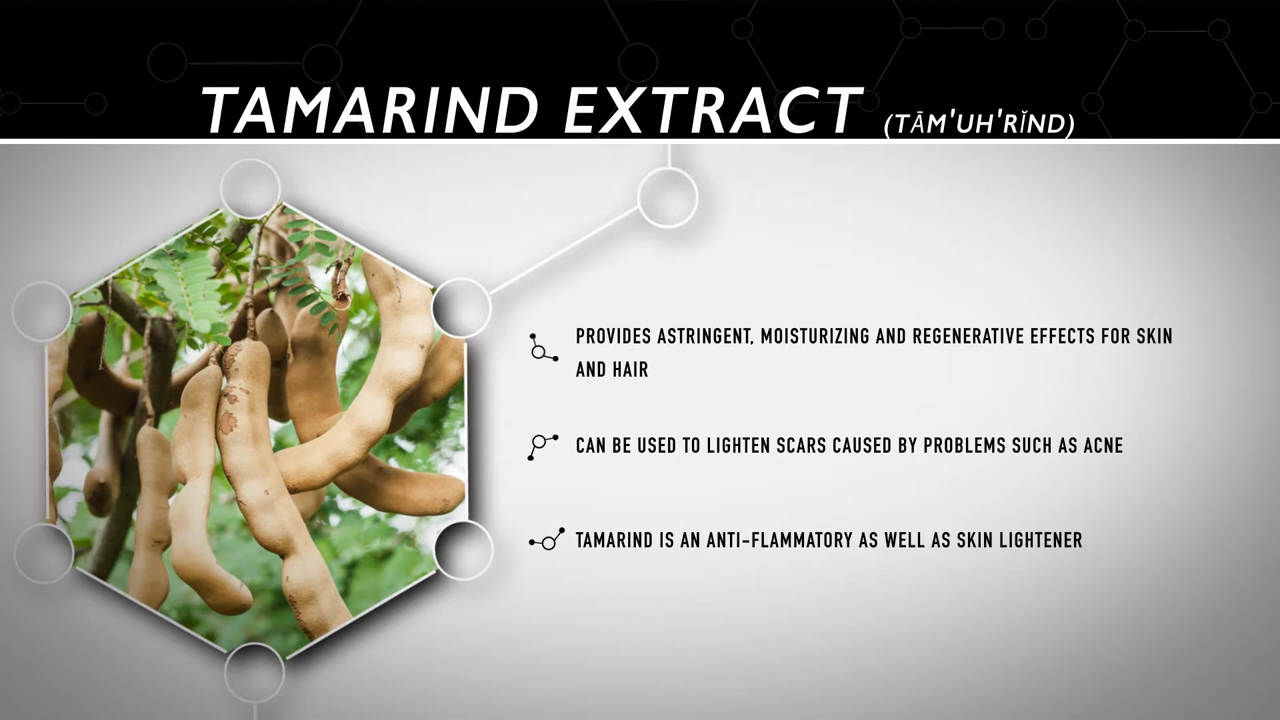 TAMARIND EXTRACT (TĀM'UH'RĬND)
PROVIDES ASTRINGENT, MOISTURIZING AND REGENERATIVE EFFECTS FOR SKIN
AND HAIR
CAN BE USED TO LIGHTEN SCARS CAUSED BY PROBLEMS SUCH AS ACNE
TAMARIND IS AN ANTI-FLAMMATORY AS WELL AS SKIN LIGHTENER